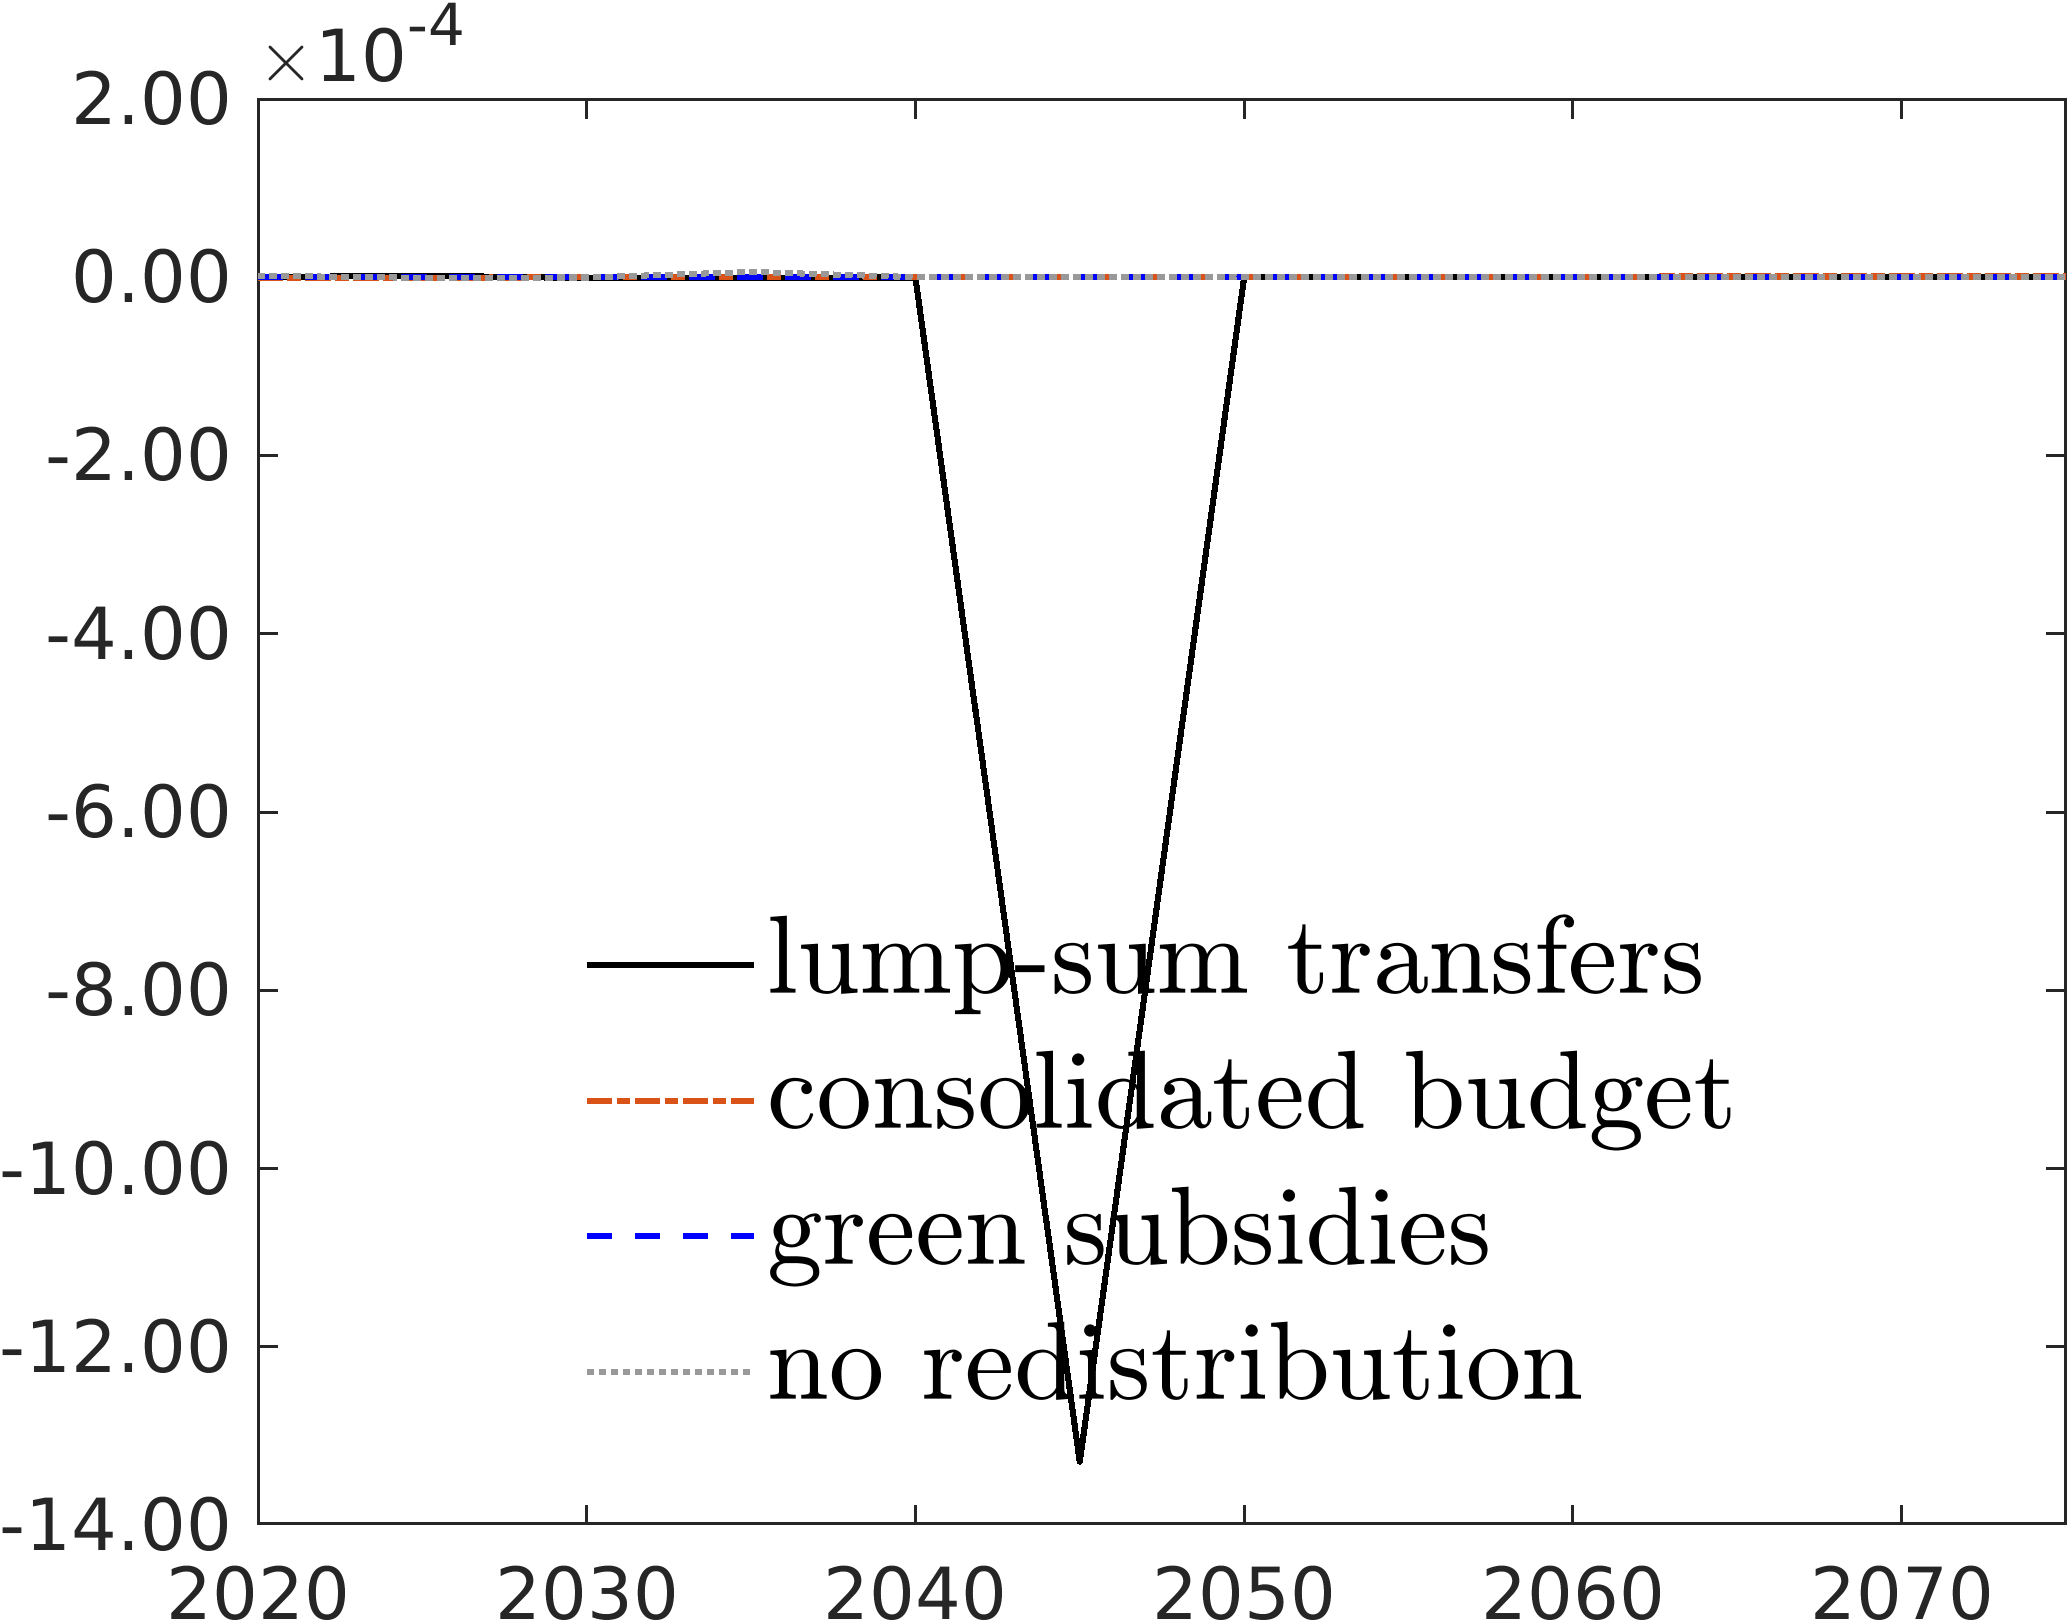 ×10-4
2.00
0.00
-2.00
-4.00
-6.00
-8.00
-10.00
-12.00
-14.00
lump-sum transfers
consolidated budget
green subsidies
no redistribution
2020 2030 2040 2050 2060 2070